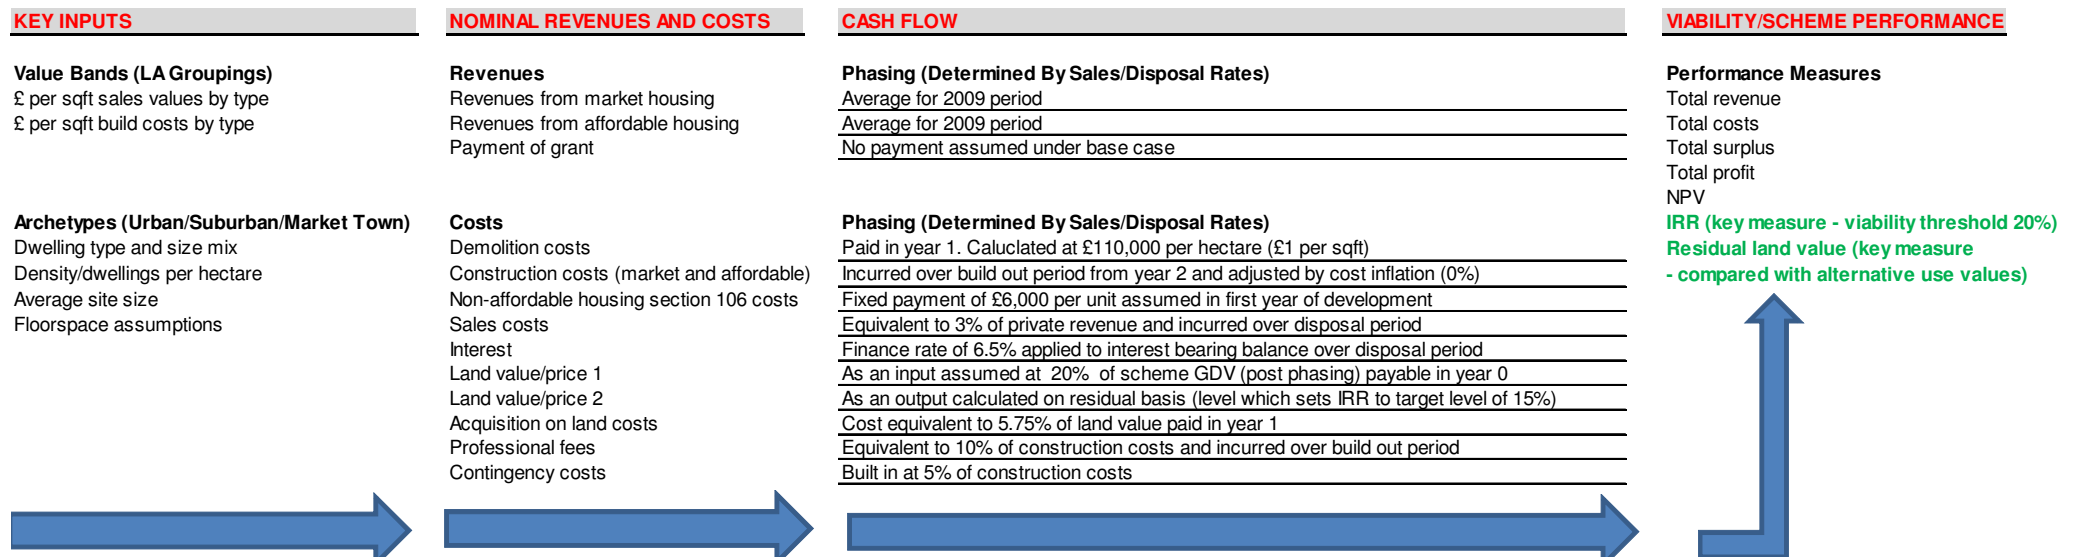 KEY INPUTS
Value Bands (LA Groupings)
£ per sqft sales values by type
£ per sqft build costs by type
Archetypes (Urban/Suburban/Market Town)
Dwelling type and size mix
Density/dwellings per hectare
Average site size
Floorspace assumptions
NOMINAL REVENUES AND COSTS
Revenues
Revenues from market housing
Revenues from affordable housing
Payment of grant
Costs
Demolition costs
Construction costs (market and affordable)
Non-affordable housing section 106 costs
Sales costs
Interest
Land value/price 1
Land value/price 2
Acquisition on land costs
Professional fees
Contingency costs
CASH FLOW
Phasing (Determined By Sales/Disposal Rates)
Average for 2009 period
Average for 2009 period
No payment assumed under base case
Phasing (Determined By Sales/Disposal Rates)
Paid in year 1. Caluclated at £110,000 per hectare (£1 per sqft)
Incurred over build out period from year 2 and adjusted by cost inflation (0%)
Fixed payment of £6,000 per unit assumed in first year of development
Equivalent to 3% of private revenue and incurred over disposal period
Finance rate of 6.5% applied to interest bearing balance over disposal period
As an input assumed at 20% of scheme GDV (post phasing) payable in year 0
As an output calculated on residual basis (level which sets IRR to target level of 15%)
Cost equivalent to 5.75% of land value paid in year 1
Equivalent to 10% of construction costs and incurred over build out period
Built in at 5% of construction costs
VIABILITY/SCHEME PERFORMANCE
Performance Measures
Total revenue
Total costs
Total surplus
Total profit
NPV
IRR (key measure - viability threshold 20%)
Residual land value (key measure
- compared with alternative use values)